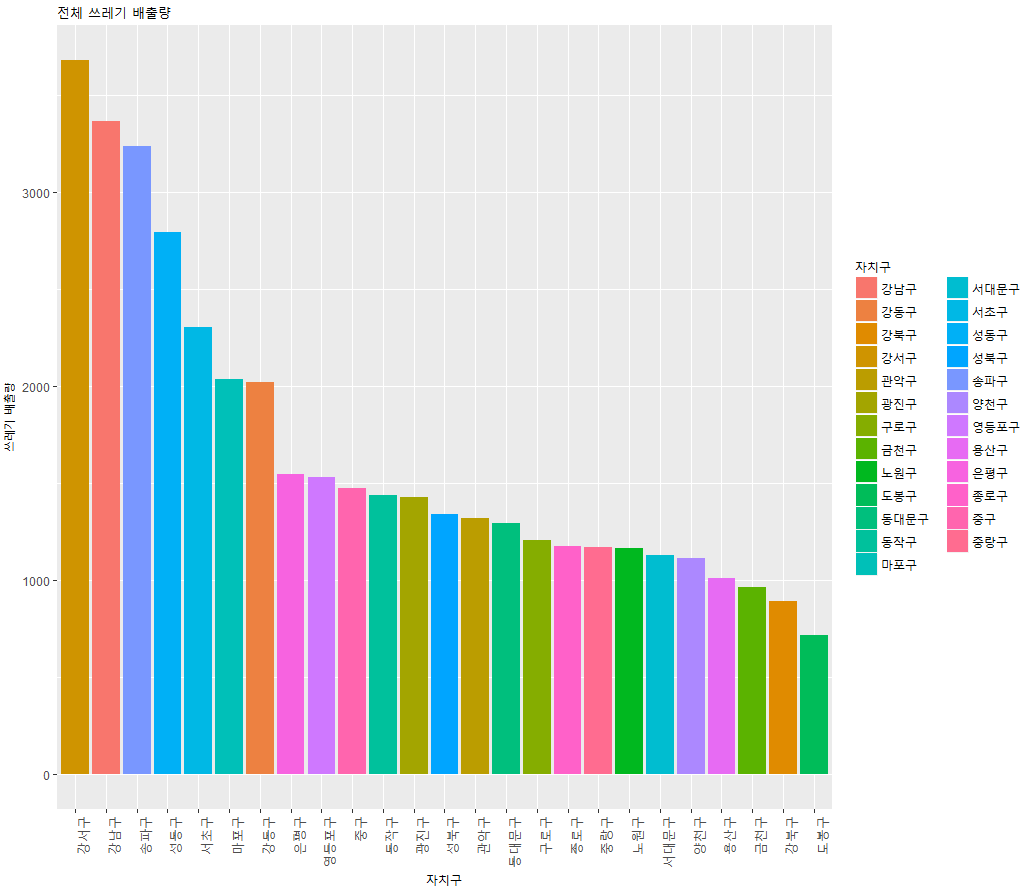 전체 쓰레기 배출량
쓰레기 배출량
3000
2000
1000
0
강서구
강남구
송파구
성동구
서초구
마포구
강동구
은평구
영등포구
중구
동작구
광진구
성북구
관악구
동대문구
구로구
종로구
중랑구
노원구
서대문구
양천구
용산구
금천구
강북구
도봉구
자치구
자치구
강남구
강동구
강북구
강서구
관악구
광진구
구로구
금천구
노원구
도봉구
동대문구
동작구
마포구
서대문구
서초구
성동구
성북구
송파구
양천구
영등포구
용산구
은평구
종로구
중구
중랑구